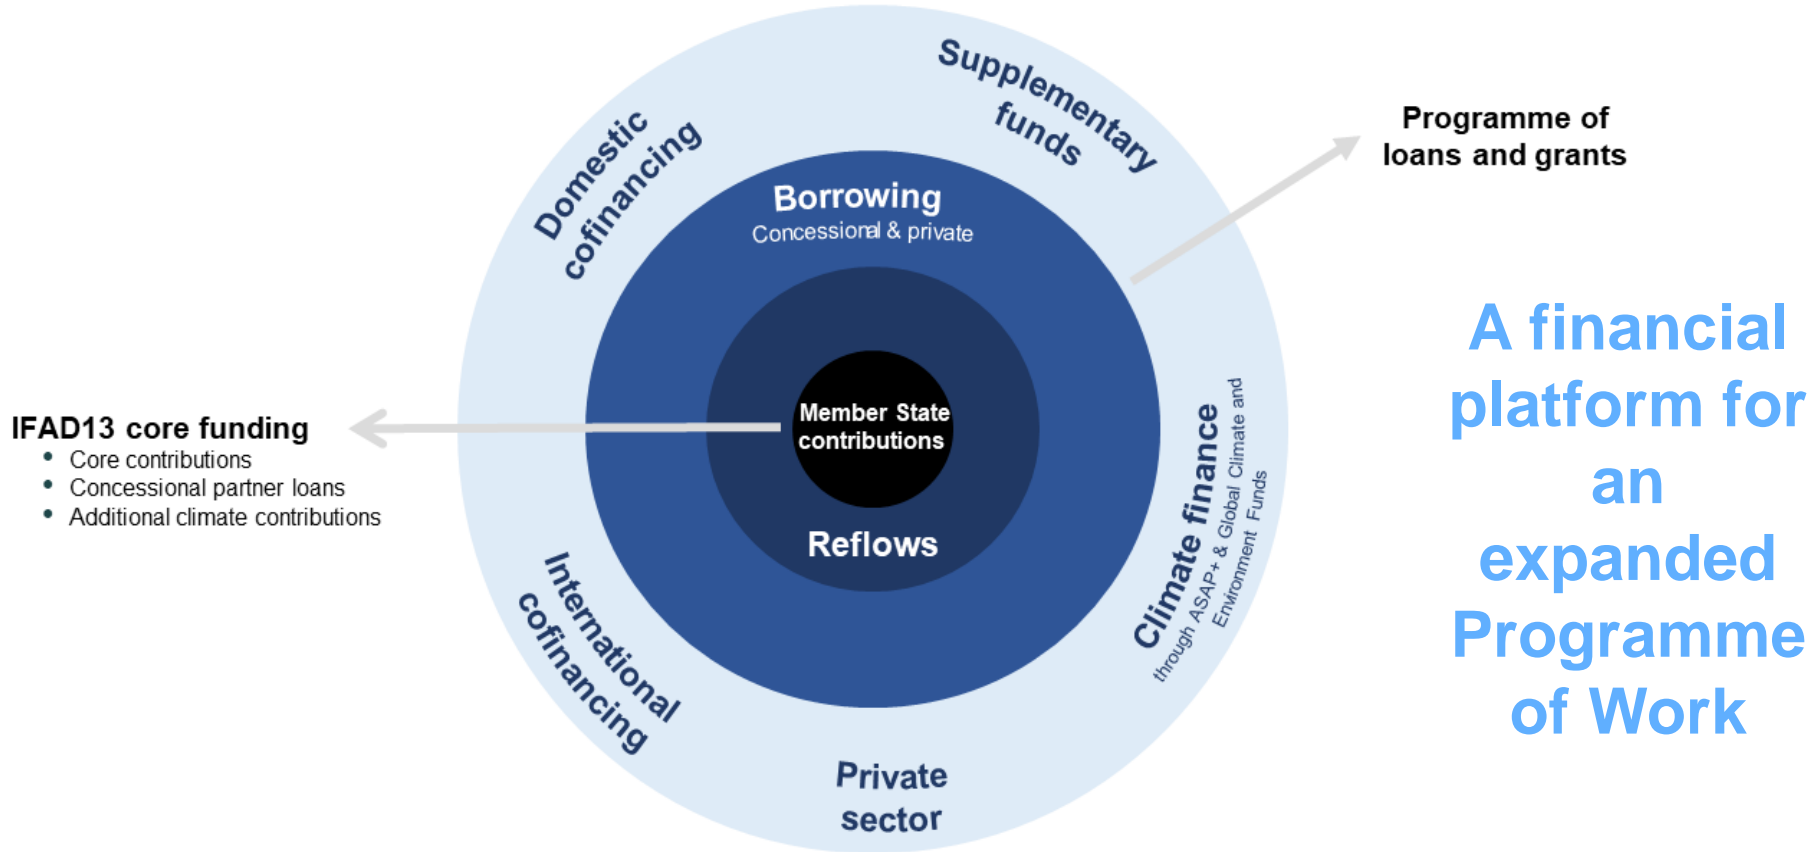 Supplementary
funds
Domestic
cofinancing
Programme of
loans and grants
Borrowing
Concessional & private
A financial
platform for
an
expanded
Programme
of Work
IFAD13 core funding
• Core contributions
• Concessional partner loans
• Additional climate contributions
Member State
contributions
Reflows
Climate finance
through ASAP+ & Global Climate and
Environment Funds
International
cofinancing
Private
sector